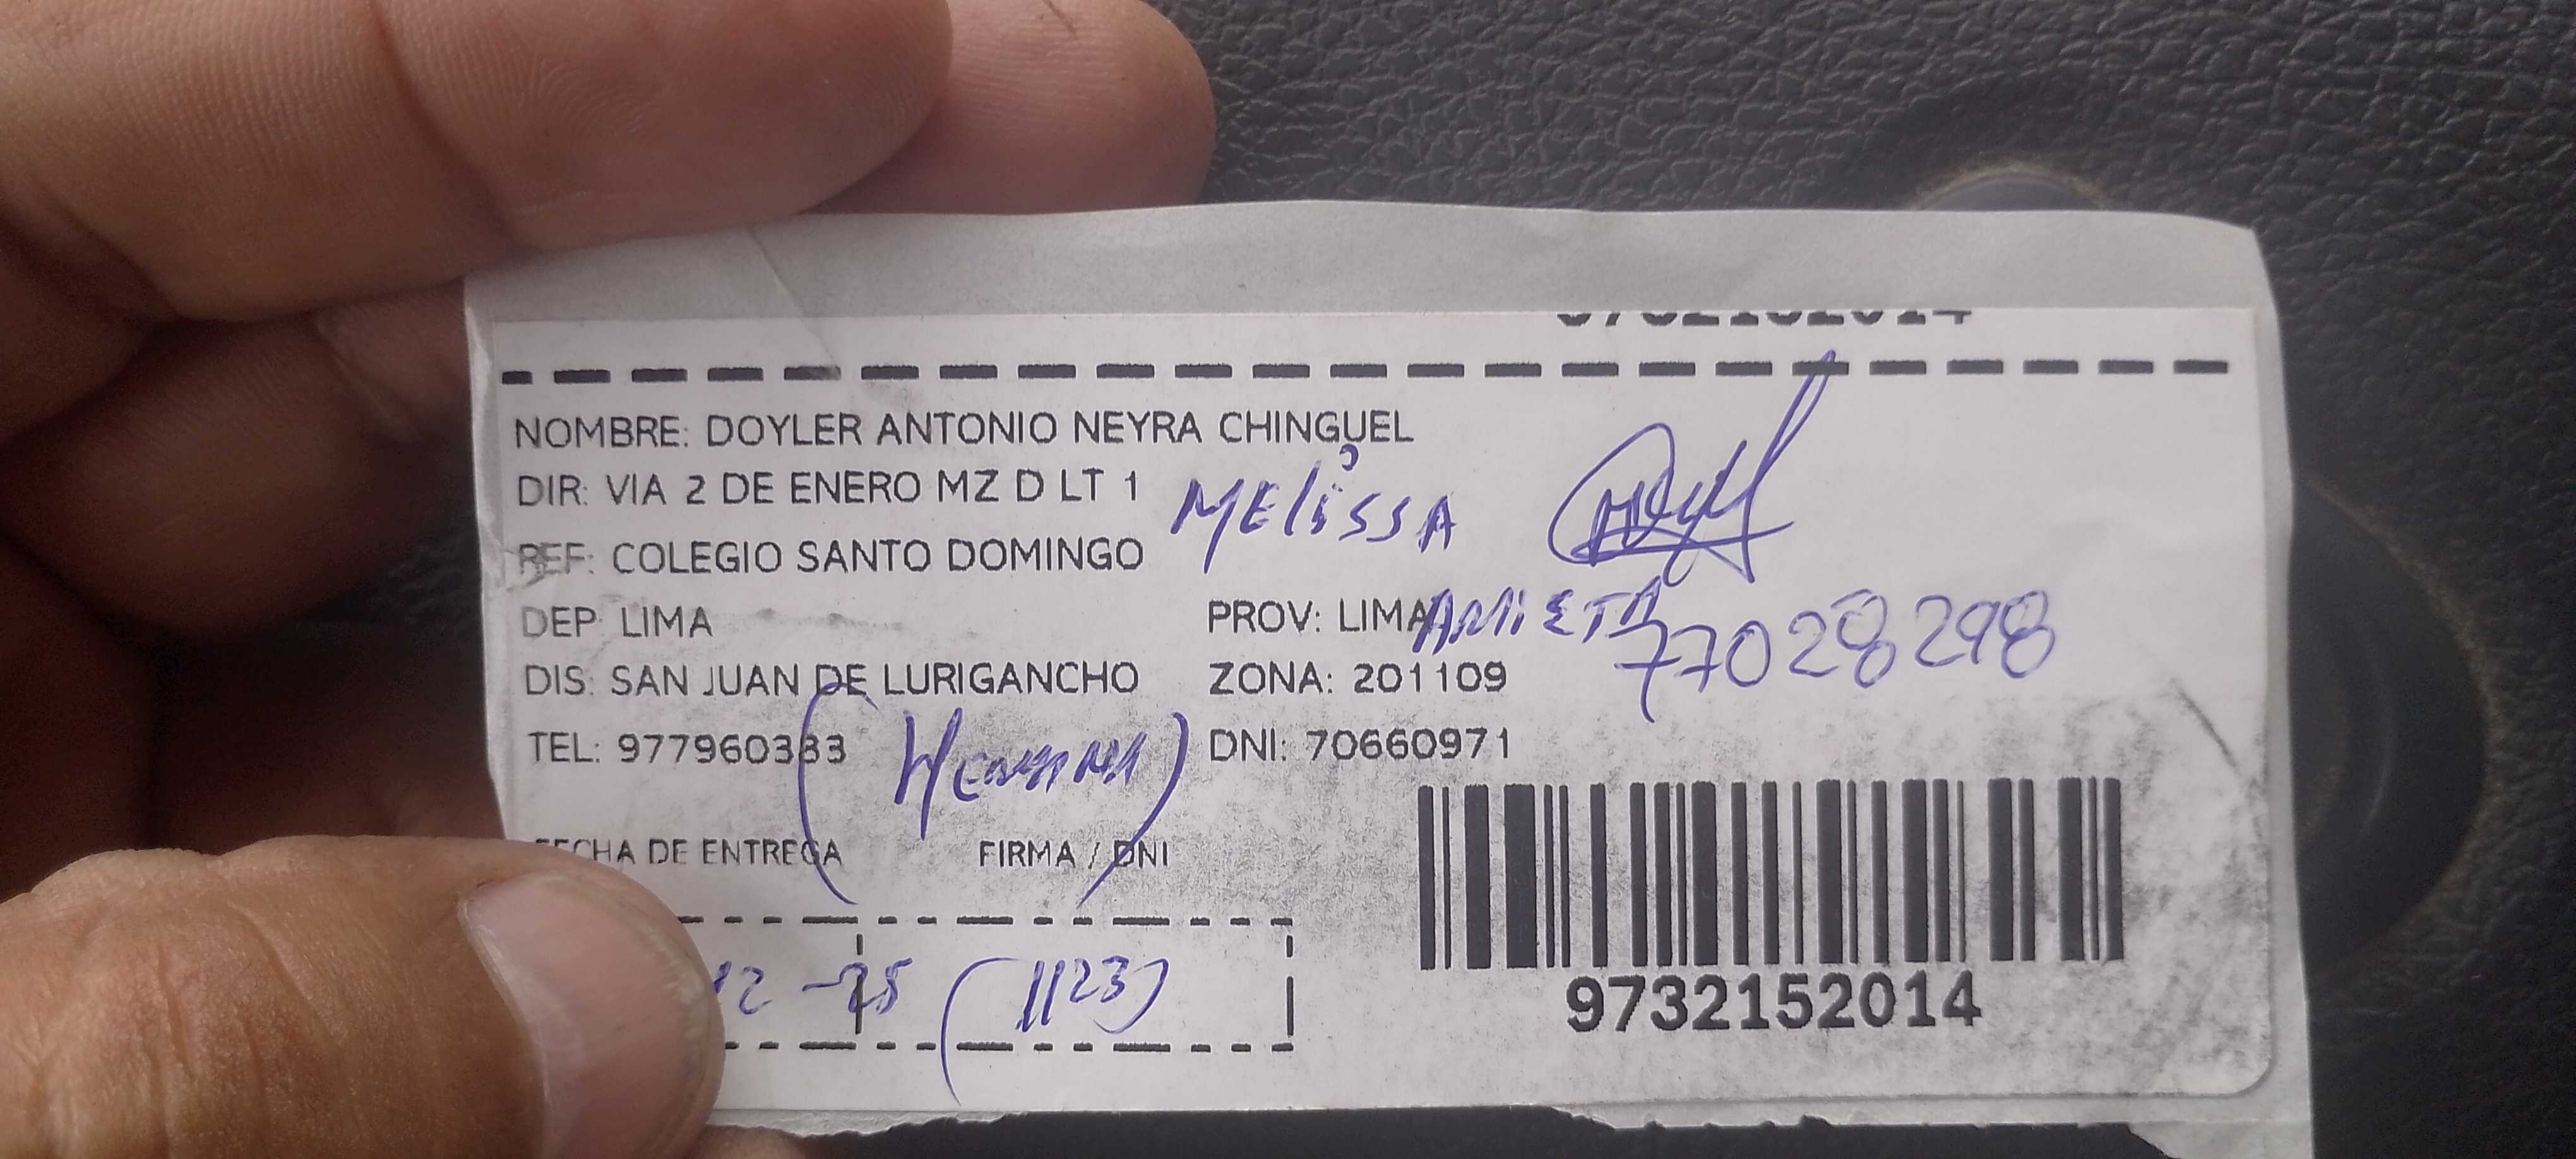 NOMBRE: DOYLER ANTONIO NEYRA CHINGUEL
DIR: VIA 2 DE ENERO MZ D LT 1
MELISSA
REF: COLEGIO SANTO DOMINGO
DEP: LIMA PROV: LIMA
77028298
DIS: SAN JUAN DE LURIGANCHO ZONA: 201109
TEL: 977960383 DNI: 70660971
FECHA DE ENTREGA FIRMA / DNI
12-25 (1123)
9732152014